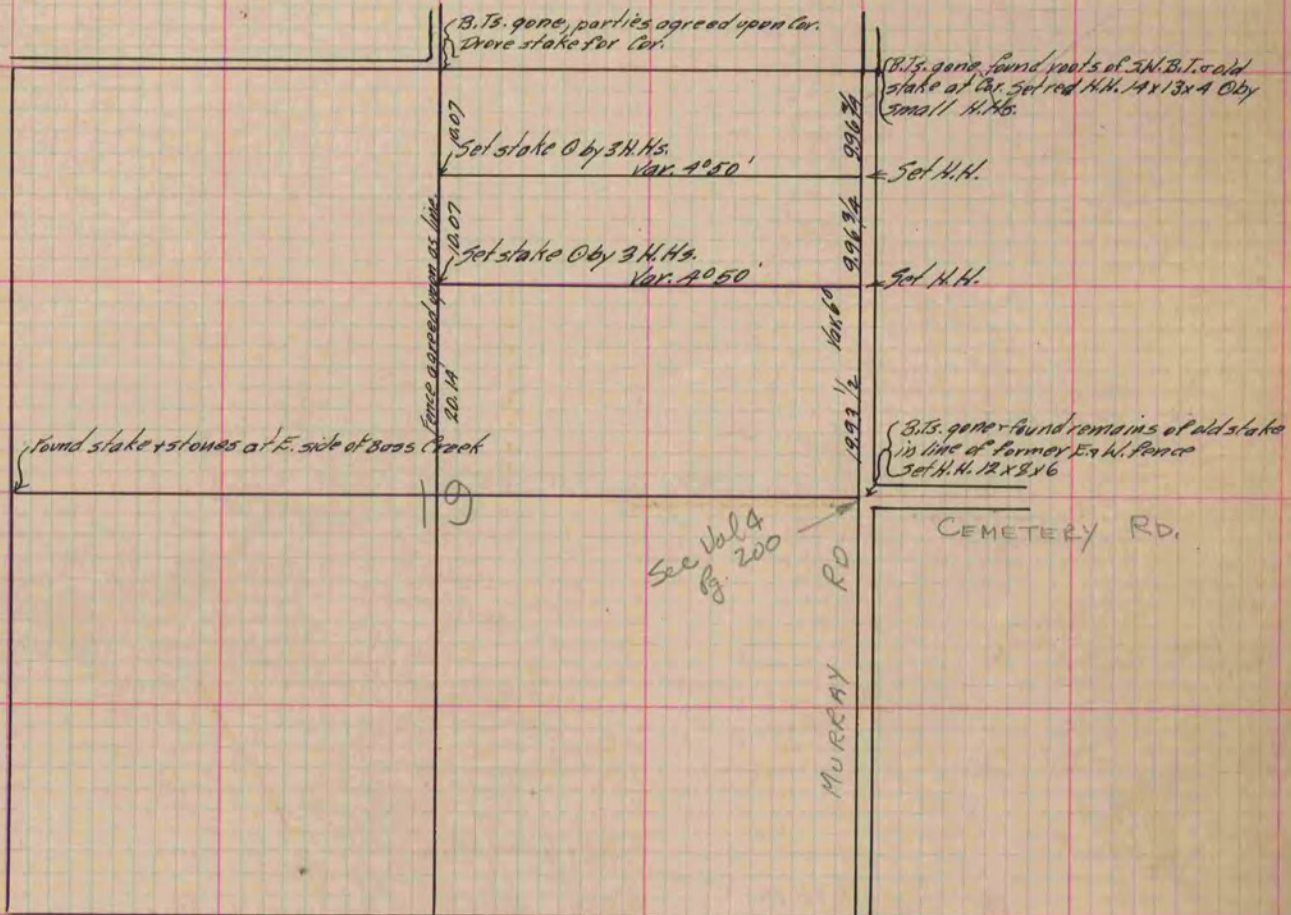 B.Ts. gone, parties agreed upon Cor.
Drove stake for Cor.
B.Ts. gone, found roots of S.W. B.T. & old
stake at Cor. Set red H.H. 14x13x4 ⊙ by
small H.Hs.
10.07
Set stake ⊙ by 3 H.Hs.
Var. 4°50'
9.96 3/4
Set H.H.
Fence agreed upon as line.
10.07
Set stake ⊙ by 3 H.Hs.
Var. 4°50'
9.96 3/4
Set H.H.
20.14
19.93 1/2
Var. 6°
Found stake & stones at E. side of Bass Creek
B.Ts. gone & found remains of old stake
in line of former E & W. fence
Set H.H. 12x8x6
19
See Vol 4
Pg. 200
CEMETERY RD.
MURRAY RD